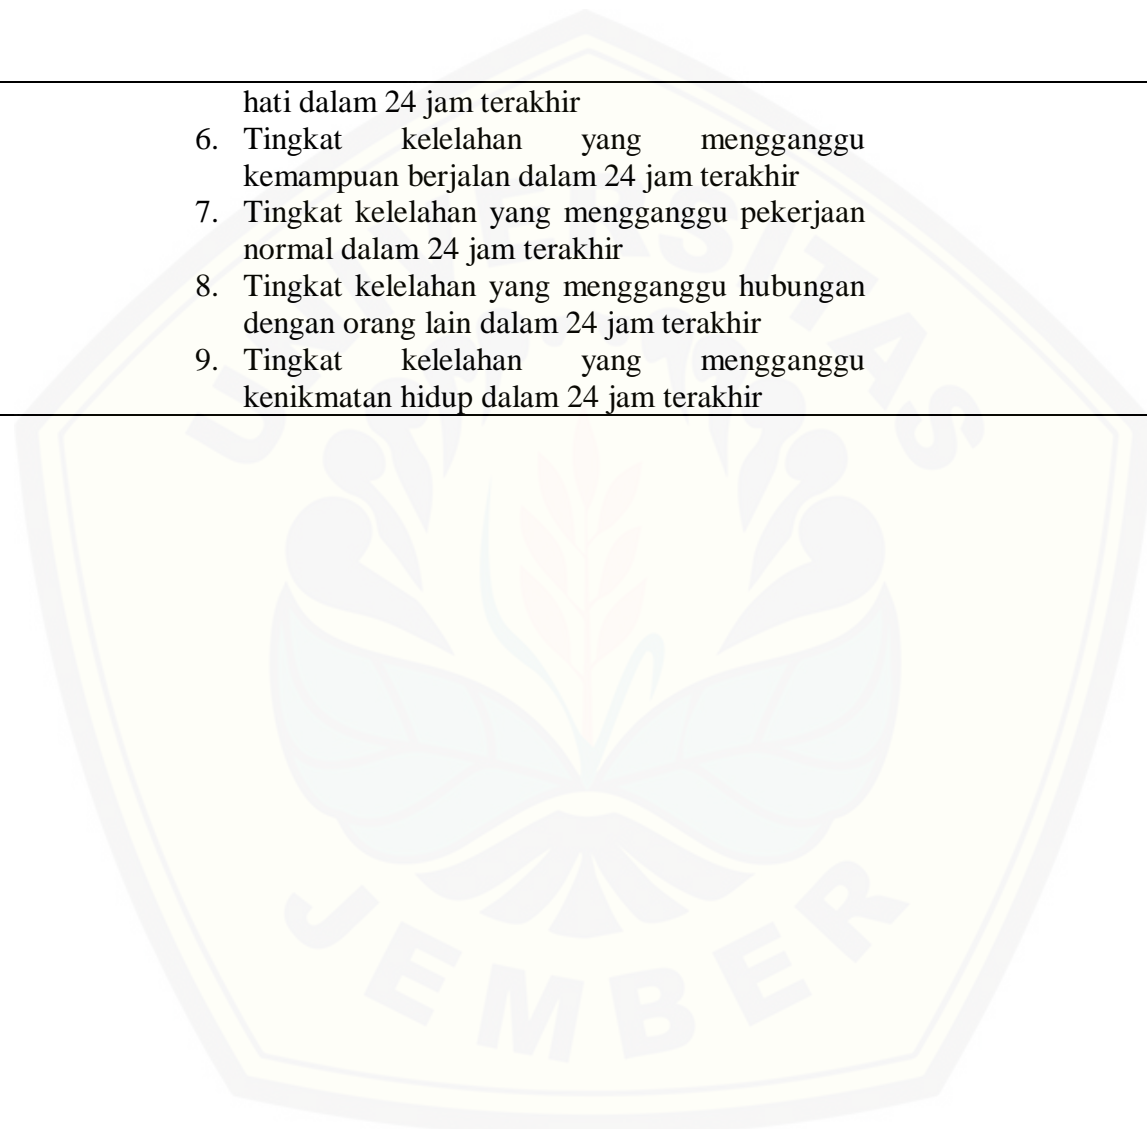 hati dalam 24 jam terakhir
6. Tingkat kelelahan yang mengganggu
kemampuan berjalan dalam 24 jam terakhir
7. Tingkat kelelahan yang mengganggu pekerjaan
normal dalam 24 jam terakhir
8. Tingkat kelelahan yang mengganggu hubungan
dengan orang lain dalam 24 jam terakhir
9. Tingkat kelelahan yang mengganggu
kenikmatan hidup dalam 24 jam terakhir
UNIVERSITAS
JEMBER